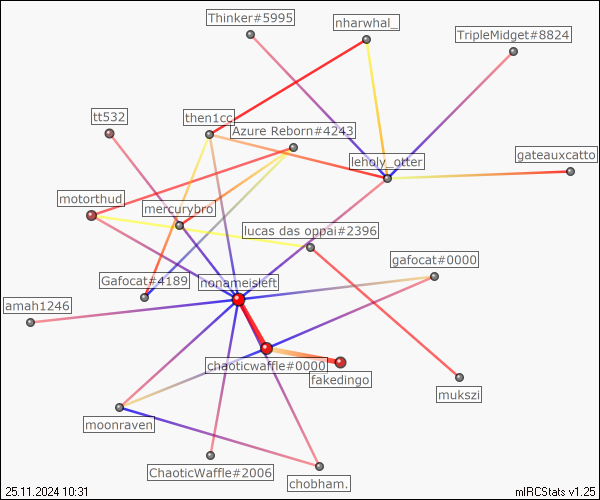 Thinker#5995
nharwhal_
TripleMidget#8824
tt532
then1cc
Azure Reborn#4243
leholy_otter
gateauxcatto
motorthud
mercurybro
lucas das oppai#2396
gafocat#0000
Gafocat#4189
nonameisleft
amah1246
chaoticwaffle#0000
fakedingo
mukszi
moonraven
ChaoticWaffle#2006
chobham.
25.11.2024 10:31
mIRCStats v1.25